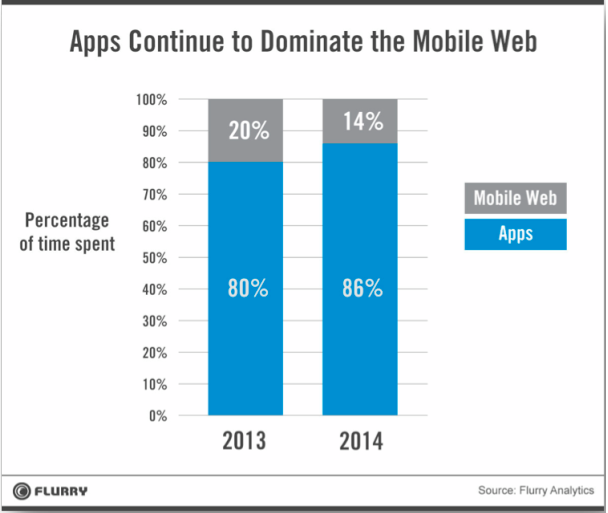 Apps Continue to Dominate the Mobile Web
100%
90%
80%
70%
60%
50%
40%
30%
20%
10%
0%
Percentage
of time spent
20%
14%
80%
86%
2013
2014
Mobile Web
Apps
FLURRY
Source: Flurry Analytics